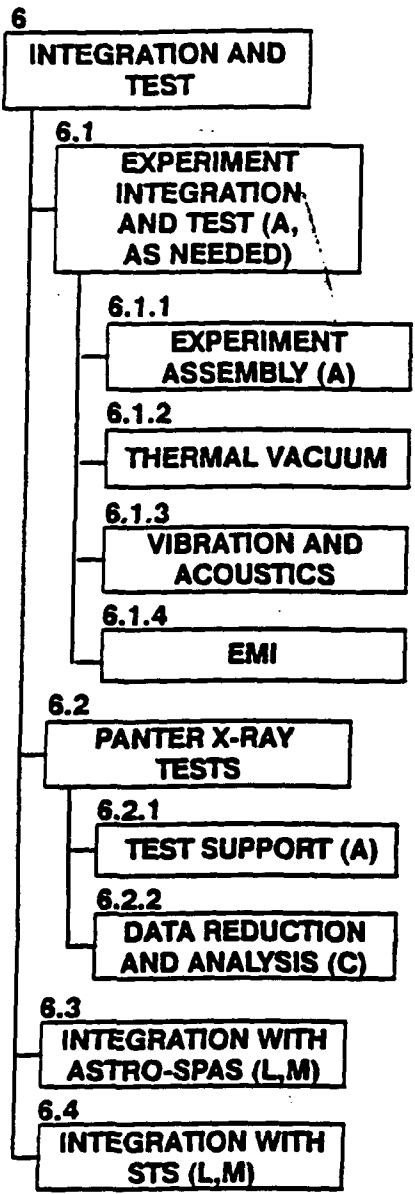 6
INTEGRATION AND
TEST
6.1
EXPERIMENT
INTEGRATION
AND TEST (A,
AS NEEDED)
6.1.1
EXPERIMENT
ASSEMBLY (A)
6.1.2
THERMAL VACUUM
6.1.3
VIBRATION AND
ACOUSTICS
6.1.4
EMI
6.2
PANTER X-RAY
TESTS
6.2.1
TEST SUPPORT (A)
6.2.2
DATA REDUCTION
AND ANALYSIS (C)
6.3
INTEGRATION WITH
ASTRO-SPAS (L,M)
6.4
INTEGRATION WITH
STS (L,M)